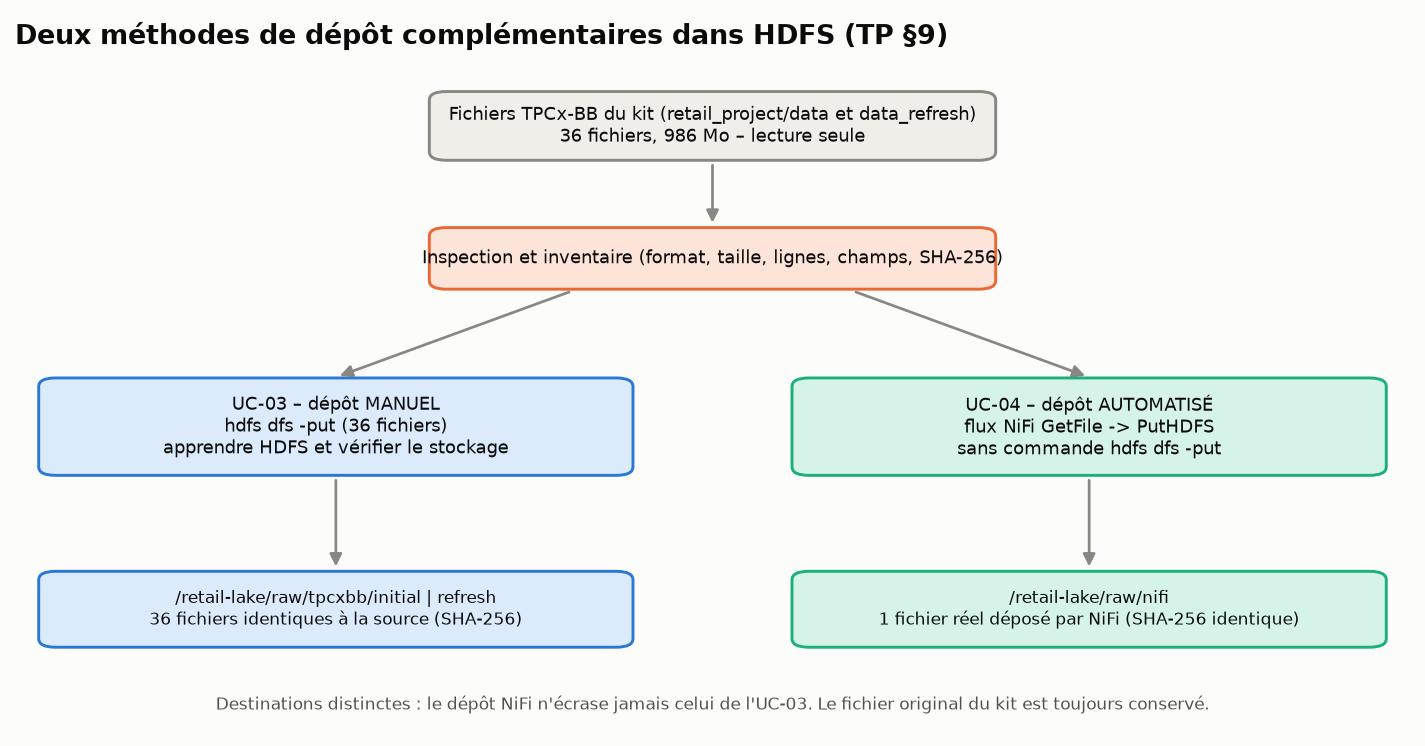 Deux méthodes de dépôt complémentaires dans HDFS (TP §9)
Fichiers TPCx-BB du kit (retail_project/data et data_refresh)
36 fichiers, 986 Mo – lecture seule
Inspection et inventaire (format, taille, lignes, champs, SHA-256)
UC-03 – dépôt MANUEL
hdfs dfs -put (36 fichiers)
apprendre HDFS et vérifier le stockage
UC-04 – dépôt AUTOMATISÉ
flux NiFi GetFile -> PutHDFS
sans commande hdfs dfs -put
/retail-lake/raw/tpcxbb/initial | refresh
36 fichiers identiques à la source (SHA-256)
/retail-lake/raw/nifi
1 fichier réel déposé par NiFi (SHA-256 identique)
Destinations distinctes : le dépôt NiFi n'écrase jamais celui de l'UC-03. Le fichier original du kit est toujours conservé.